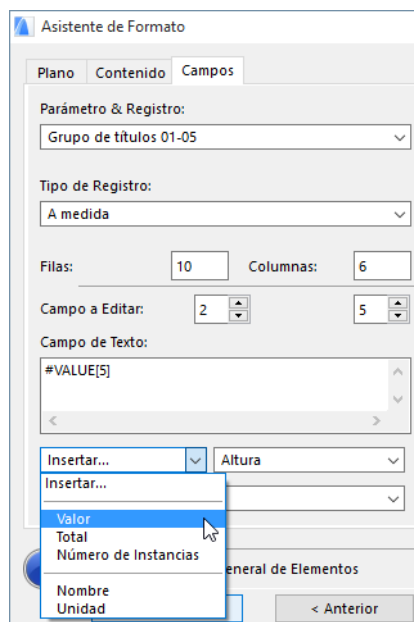 Asistente de Formato
Plano Contenido Campos
Parámetro & Registro:
Grupo de títulos 01-05
Tipo de Registro:
A medida
Filas: 10 Columnas: 6
Campo a Editar: 2 5
Campo de Texto:
#VALUE[5]
Insertar... Altura
Insertar...
Valor
Total
Número de Instancias
eneral de Elementos
Nombre
Unidad
< Anterior